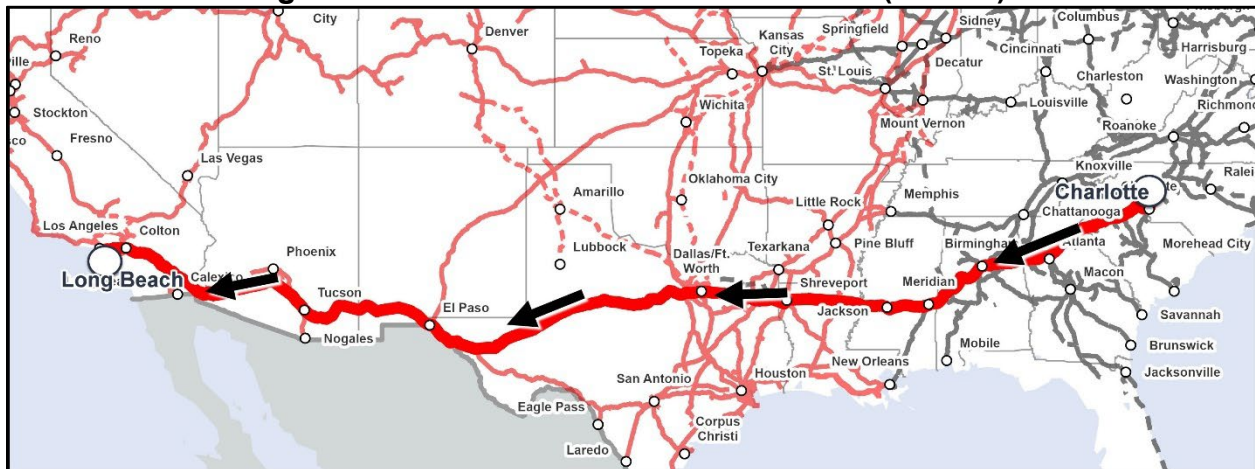 City
Reno
Denver
Topeka
Kansas
City
Springfield
Sidney
Columbus
Cincinnati
Harrisburg
ville
Decatur
St. Louis
Charleston
Washington
Stockton
Wichita
Louisville
Richmond
sco
Fresno
Mount Vernon
Roanoke
Las Vegas
Knoxville
Oklahoma City
Amarillo
Memphis
Charlotte
Raleig
Little Rock
Chattanooga
Los Angeles
Colton
Phoenix
Lubbock
Dallas/Ft.
Worth
Texarkana
Pine Bluff
Birmingham
Atlanta
Morehead City
Long Beach
Calexico
Shreveport
Meridian
Macon
Tucson
El Paso
Jackson
Savannah
Nogales
Mobile
Brunswick
New Orleans
Jacksonville
San Antonio
Houston
Eagle Pass
Corpus
Christi
Laredo